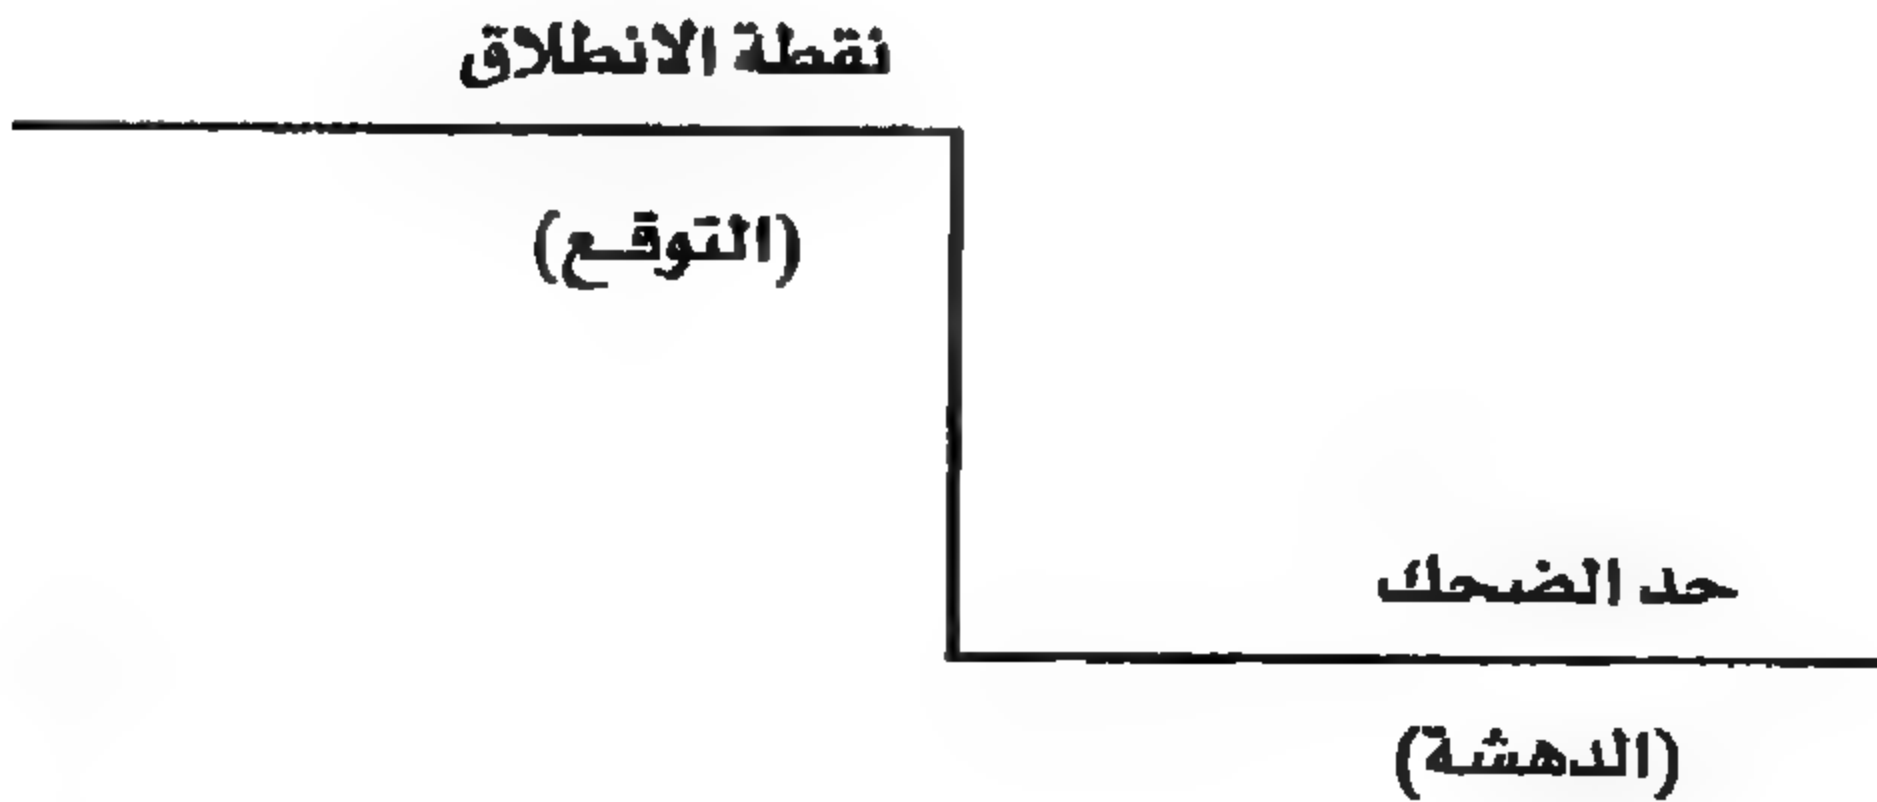 نقطة الانطلاق
(التوقع)
حد الضحك
(الدهشة)